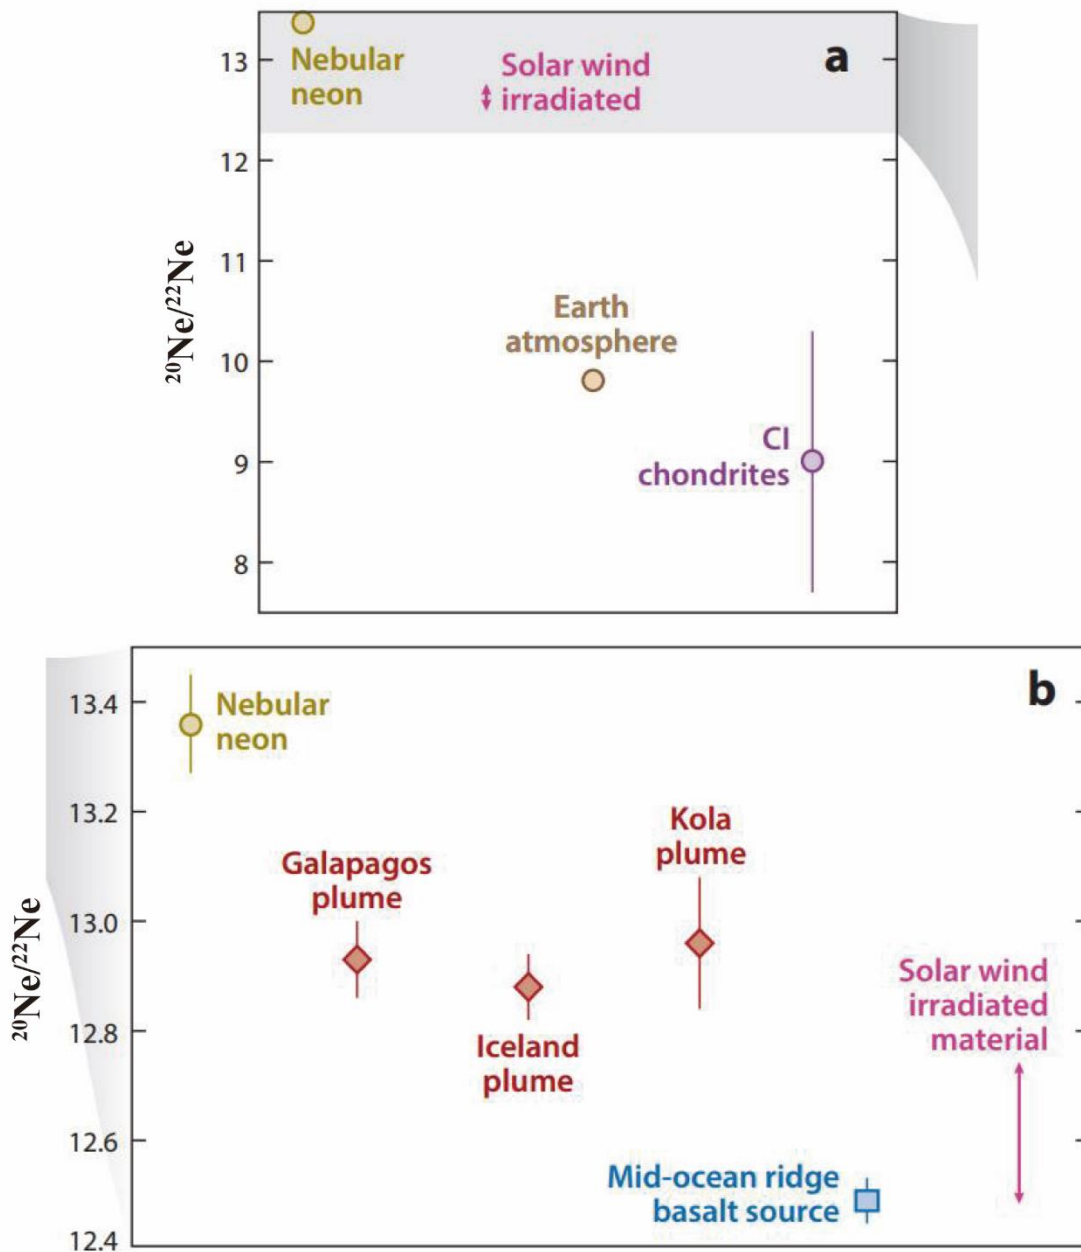 a
13
Nebular
neon
Solar wind
irradiated
12
11
²⁰Ne/²²Ne
Earth
atmosphere
10
CI
chondrites
9
8
b
13.4
Nebular
neon
13.2
Kola
plume
Galapagos
plume
13.0
²⁰Ne/²²Ne
Solar wind
irradiated
material
12.8
Iceland
plume
12.6
Mid-ocean ridge
basalt source
12.4